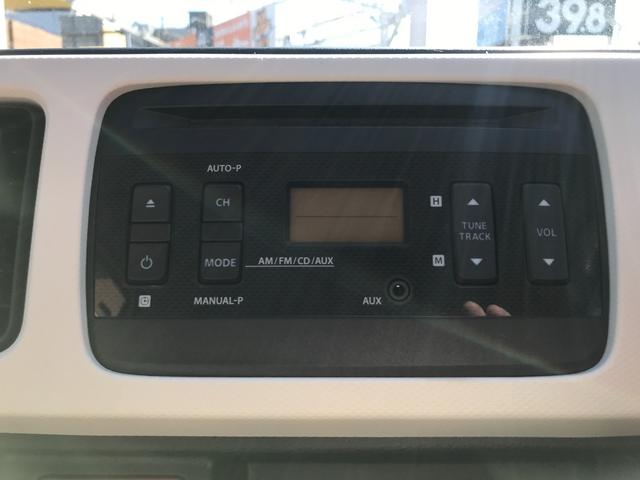 39.8
AUTO-P
CH
H
TUNE
TRACK
VOL
MODE
AM/FM/CD/AUX
M
MANUAL-P
AUX